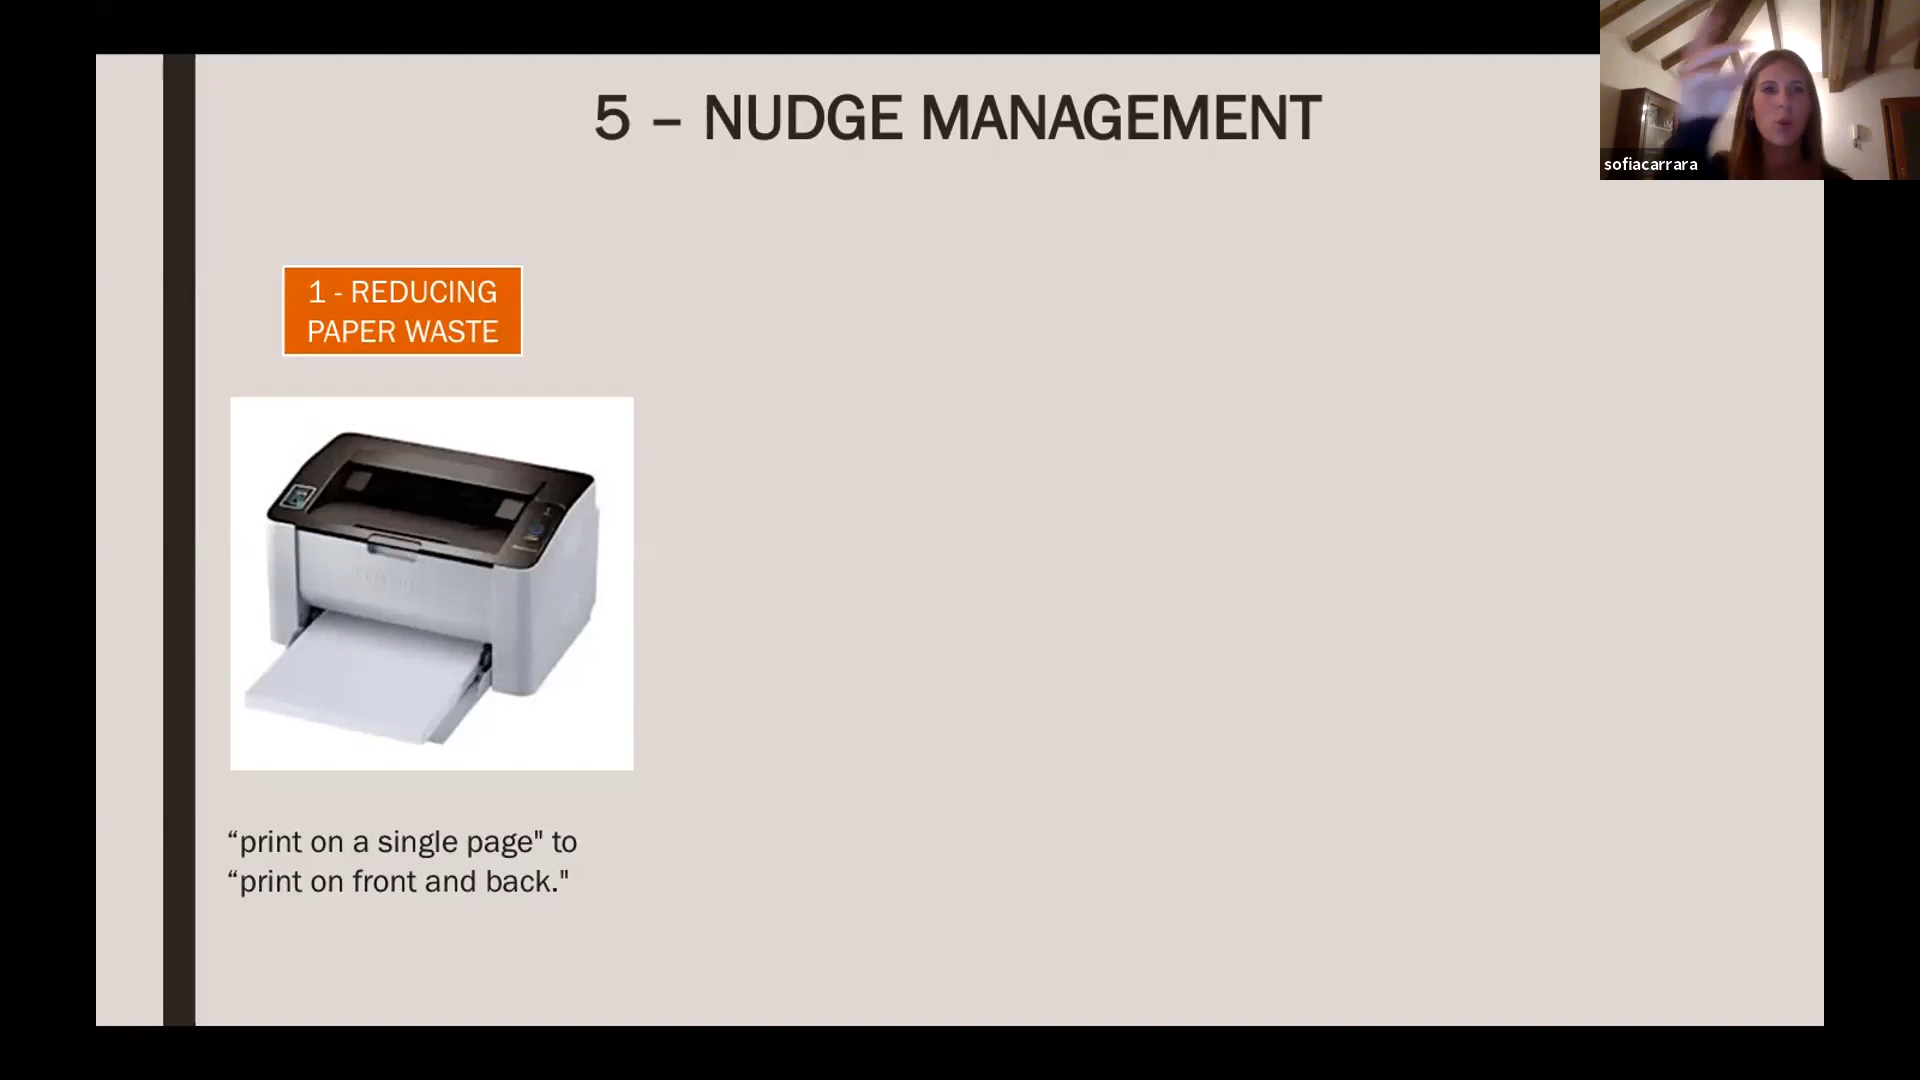 5 – NUDGE MANAGEMENT
sofiacarrara
1 - REDUCING
PAPER WASTE
“print on a single page" to
“print on front and back."